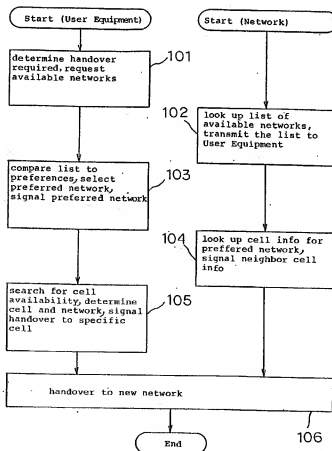 Start (User Equipment)
Start (Network)
determine handover
required, request
available networks
101
102
look up list of
available networks,
transmit the list to
User Equipment
compare list to
preferences, select
preferred network,
signal preferred network
103
104
look up cell info for
preffered network,
signal neighbor cell
info
search for cell
availability, determine
cell and network, signal
handover to specific
cell
105
handover to new network
106
End